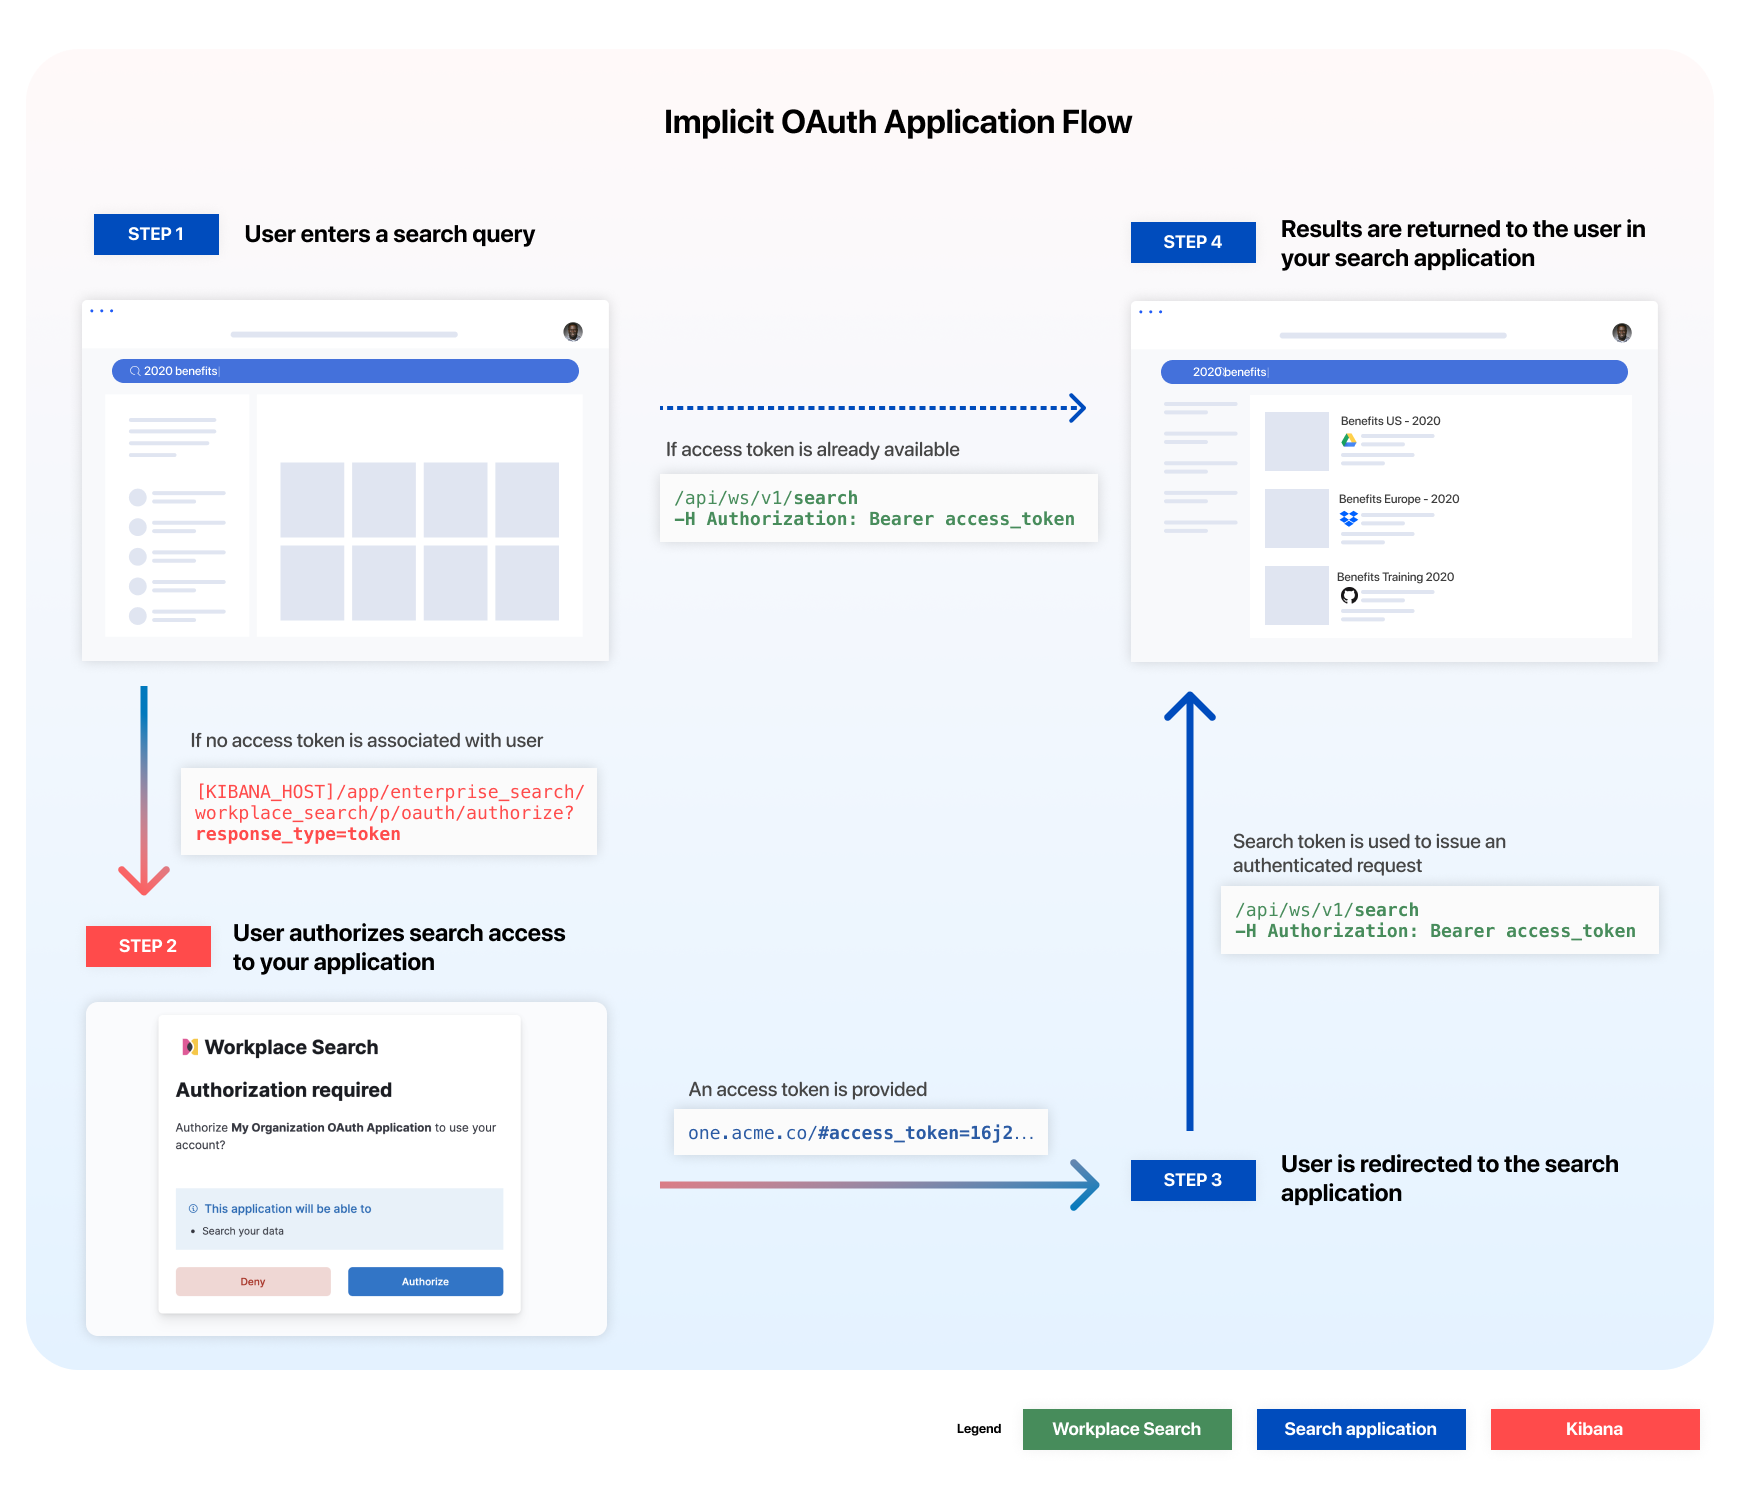 Implicit OAuth Application Flow
STEP 1
User enters a search query
2020 benefits
If access token is already available
/api/ws/v1/search
-H Authorization: Bearer access_token
STEP 4
Results are returned to the user in
your search application
2020 benefits
Benefits US - 2020
Benefits Europe - 2020
Benefits Training 2020
If no access token is associated with user
[KIBANA_HOST]/app/enterprise_search/
workplace_search/p/oauth/authorize?
response_type=token
STEP 2
User authorizes search access
to your application
Workplace Search
Authorization required
Authorize My Organization OAuth Application to use your
account?
This application will be able to
• Search your data
Deny
Authorize
An access token is provided
one.acme.co/#access_token=16j2...
STEP 3
User is redirected to the search
application
Search token is used to issue an
authenticated request
/api/ws/v1/search
-H Authorization: Bearer access_token
Legend
Workplace Search
Search application
Kibana